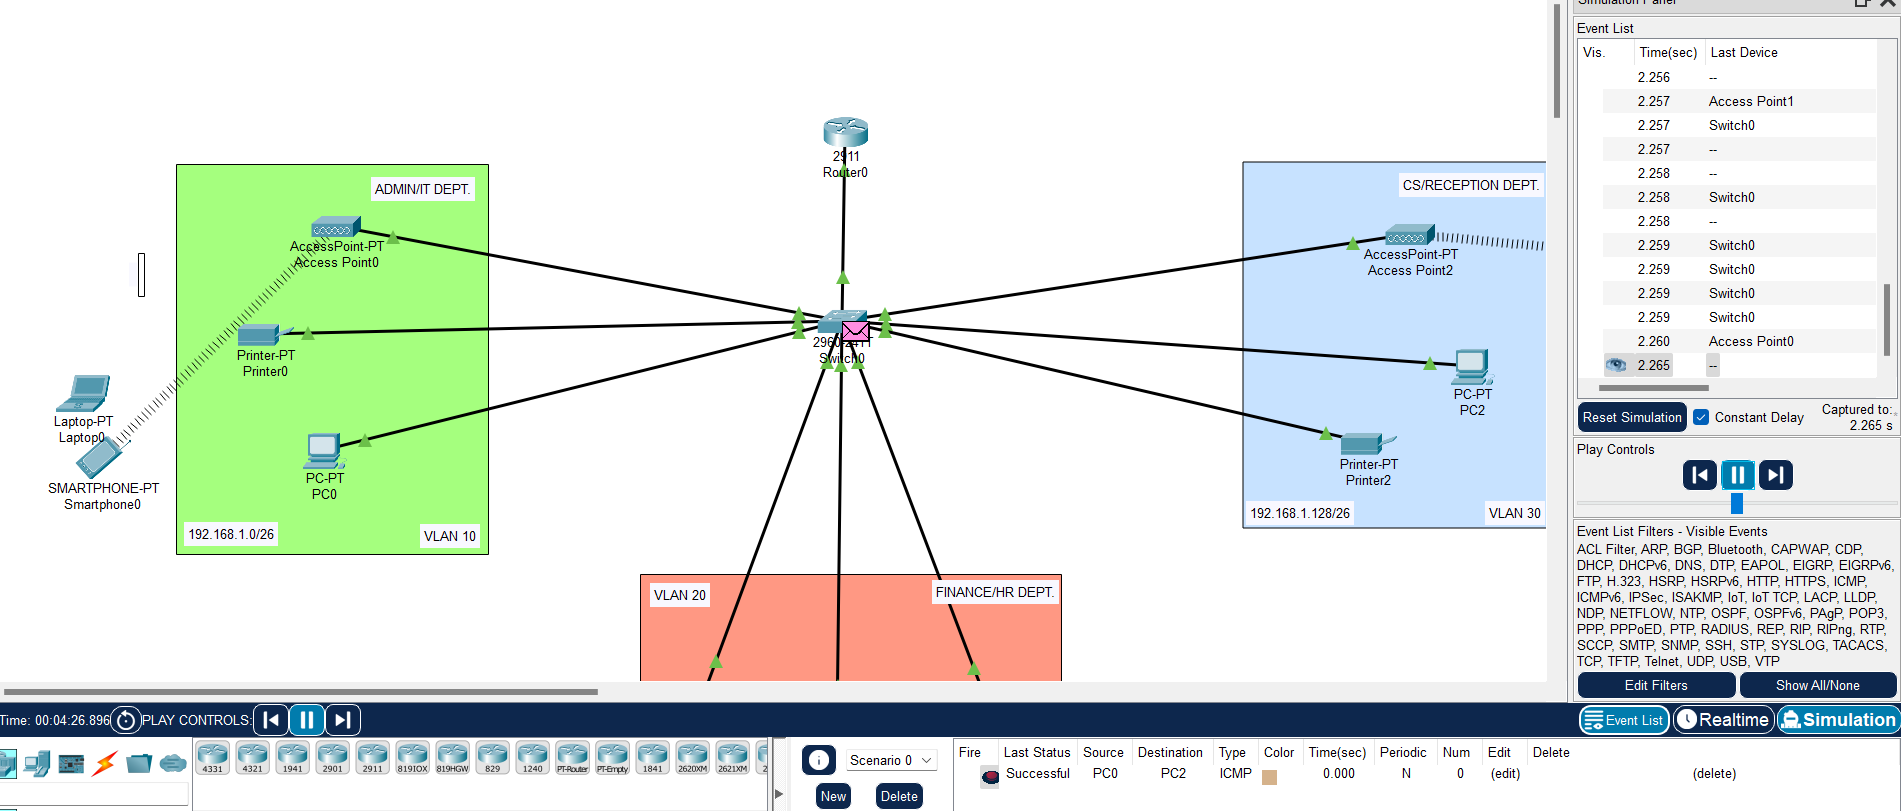 Simulation Panel
Event List
Vis. Time(sec) Last Device
2.256 --
2.257 Access Point1
2.257 Switch0
2.257 --
2.258 --
2.258 Switch0
2.258 --
2.259 Switch0
2.259 Switch0
2.259 Switch0
2.259 Switch0
2.260 Access Point0
2.265 --
Reset Simulation Constant Delay Captured to:
2.265 s
Play Controls
Event List Filters - Visible Events
ACL Filter, ARP, BGP, Bluetooth, CAPWAP, CDP,
DHCP, DHCPv6, DNS, DTP, EAPOL, EIGRP, EIGRPv6,
FTP, H.323, HSRP, HSRPv6, HTTP, HTTPS, ICMP,
ICMPv6, IPSec, ISAKMP, IoT, IoT TCP, LACP, LLDP,
NDP, NETFLOW, NTP, OSPF, OSPFv6, PAgP, POP3,
PPP, PPPoED, PTP, RADIUS, REP, RIP, RIPng, RTP,
SCCP, SMTP, SNMP, SSH, STP, SYSLOG, TACACS,
TCP, TFTP, Telnet, UDP, USB, VTP
Edit Filters Show All/None
2911
Router0
ADMIN/IT DEPT.
AccessPoint-PT
Access Point0
Printer-PT
Printer0
Laptop-PT
Laptop0
SMARTPHONE-PT
Smartphone0
PC-PT
PC0
192.168.1.0/26
VLAN 10
2960-24TT
Switch0
CS/RECEPTION DEPT.
AccessPoint-PT
Access Point2
PC-PT
PC2
Printer-PT
Printer2
192.168.1.128/26
VLAN 30
VLAN 20
FINANCE/HR DEPT.
Time: 00:04:26.896 PLAY CONTROLS:
Event List Realtime Simulation
4331 4321 1941 2901 2911 819IOX 819HGW 829 1240 PT-Router PT-Empty 1841 2620XM 2621XM 2
Scenario 0
New Delete
Fire Last Status Source Destination Type Color Time(sec) Periodic Num Edit Delete
Successful PC0 PC2 ICMP 0.000 N 0 (edit) (delete)